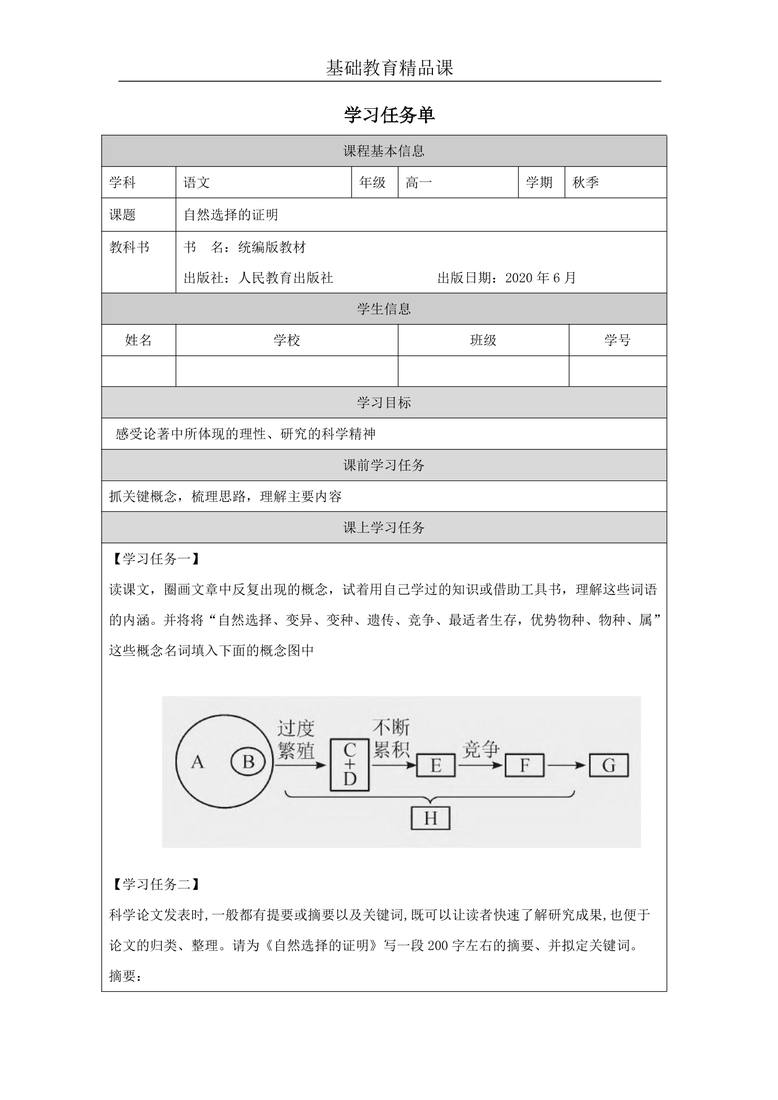 基础教育精品课
学习任务单
课程基本信息
学科 语文 年级 高一 学期 秋季
课题 自然选择的证明
教科书 书 名：统编版教材
出版社：人民教育出版社 出版日期：2020 年 6 月
学生信息
姓名 学校 班级 学号
学习目标
感受论著中所体现的理性、研究的科学精神
课前学习任务
抓关键概念，梳理思路，理解主要内容
课上学习任务
【学习任务一】
读课文，圈画文章中反复出现的概念，试着用自己学过的知识或借助工具书，理解这些词语
的内涵。并将将“自然选择、变异、变种、遗传、竞争、最适者生存，优势物种、物种、属”
这些概念名词填入下面的概念图中
过度 不断
A B 繁殖 C 累积 E 竞争 F G
+
D
H
【学习任务二】
科学论文发表时,一般都有提要或摘要以及关键词,既可以让读者快速了解研究成果,也便于
论文的归类、整理。请为《自然选择的证明》写一段 200 字左右的摘要、并拟定关键词。
摘要：